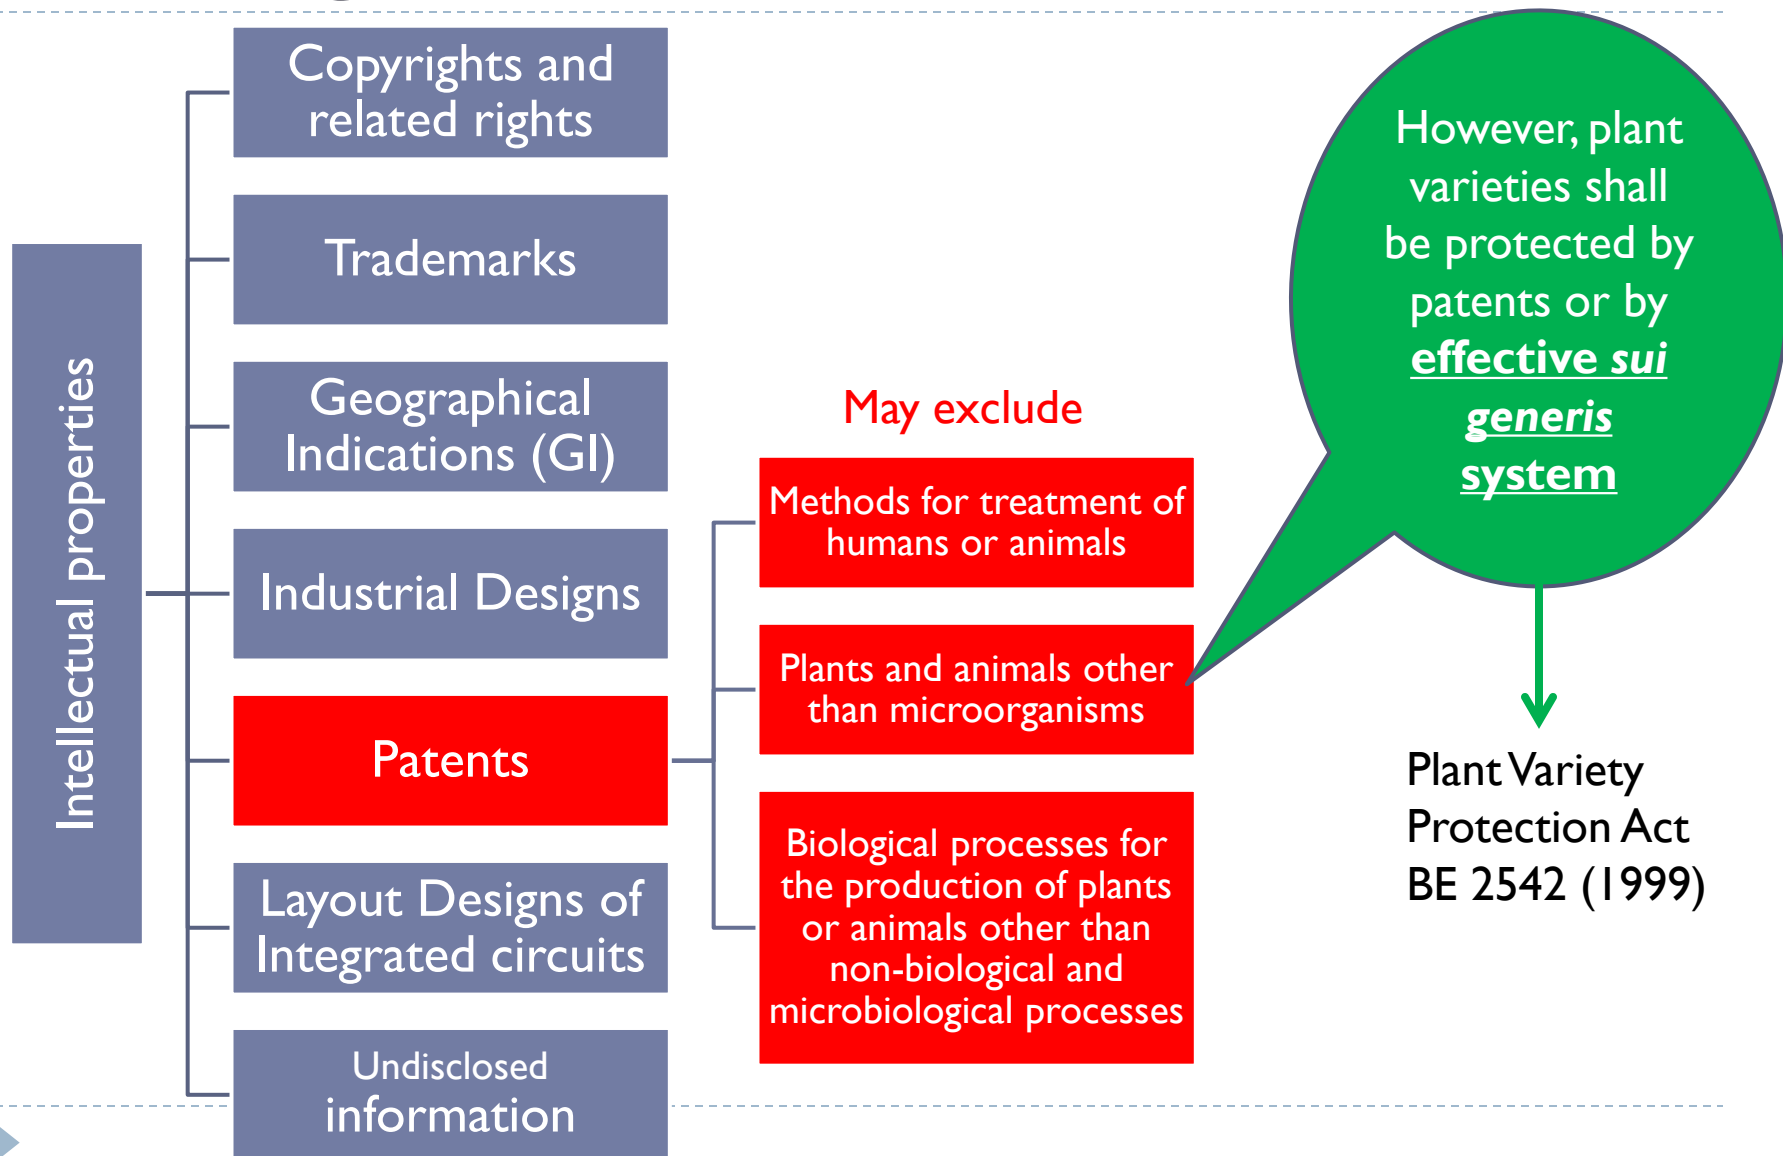 Intellectual properties
Copyrights and
related rights
Trademarks
Geographical
Indications (GI)
Industrial Designs
Patents
Layout Designs of
Integrated circuits
Undisclosed
information
May exclude
Methods for treatment of
humans or animals
Plants and animals other
than microorganisms
Biological processes for
the production of plants
or animals other than
non-biological and
microbiological processes
However, plant
varieties shall
be protected by
patents or by
effective sui
generis
system
Plant Variety
Protection Act
BE 2542 (1999)